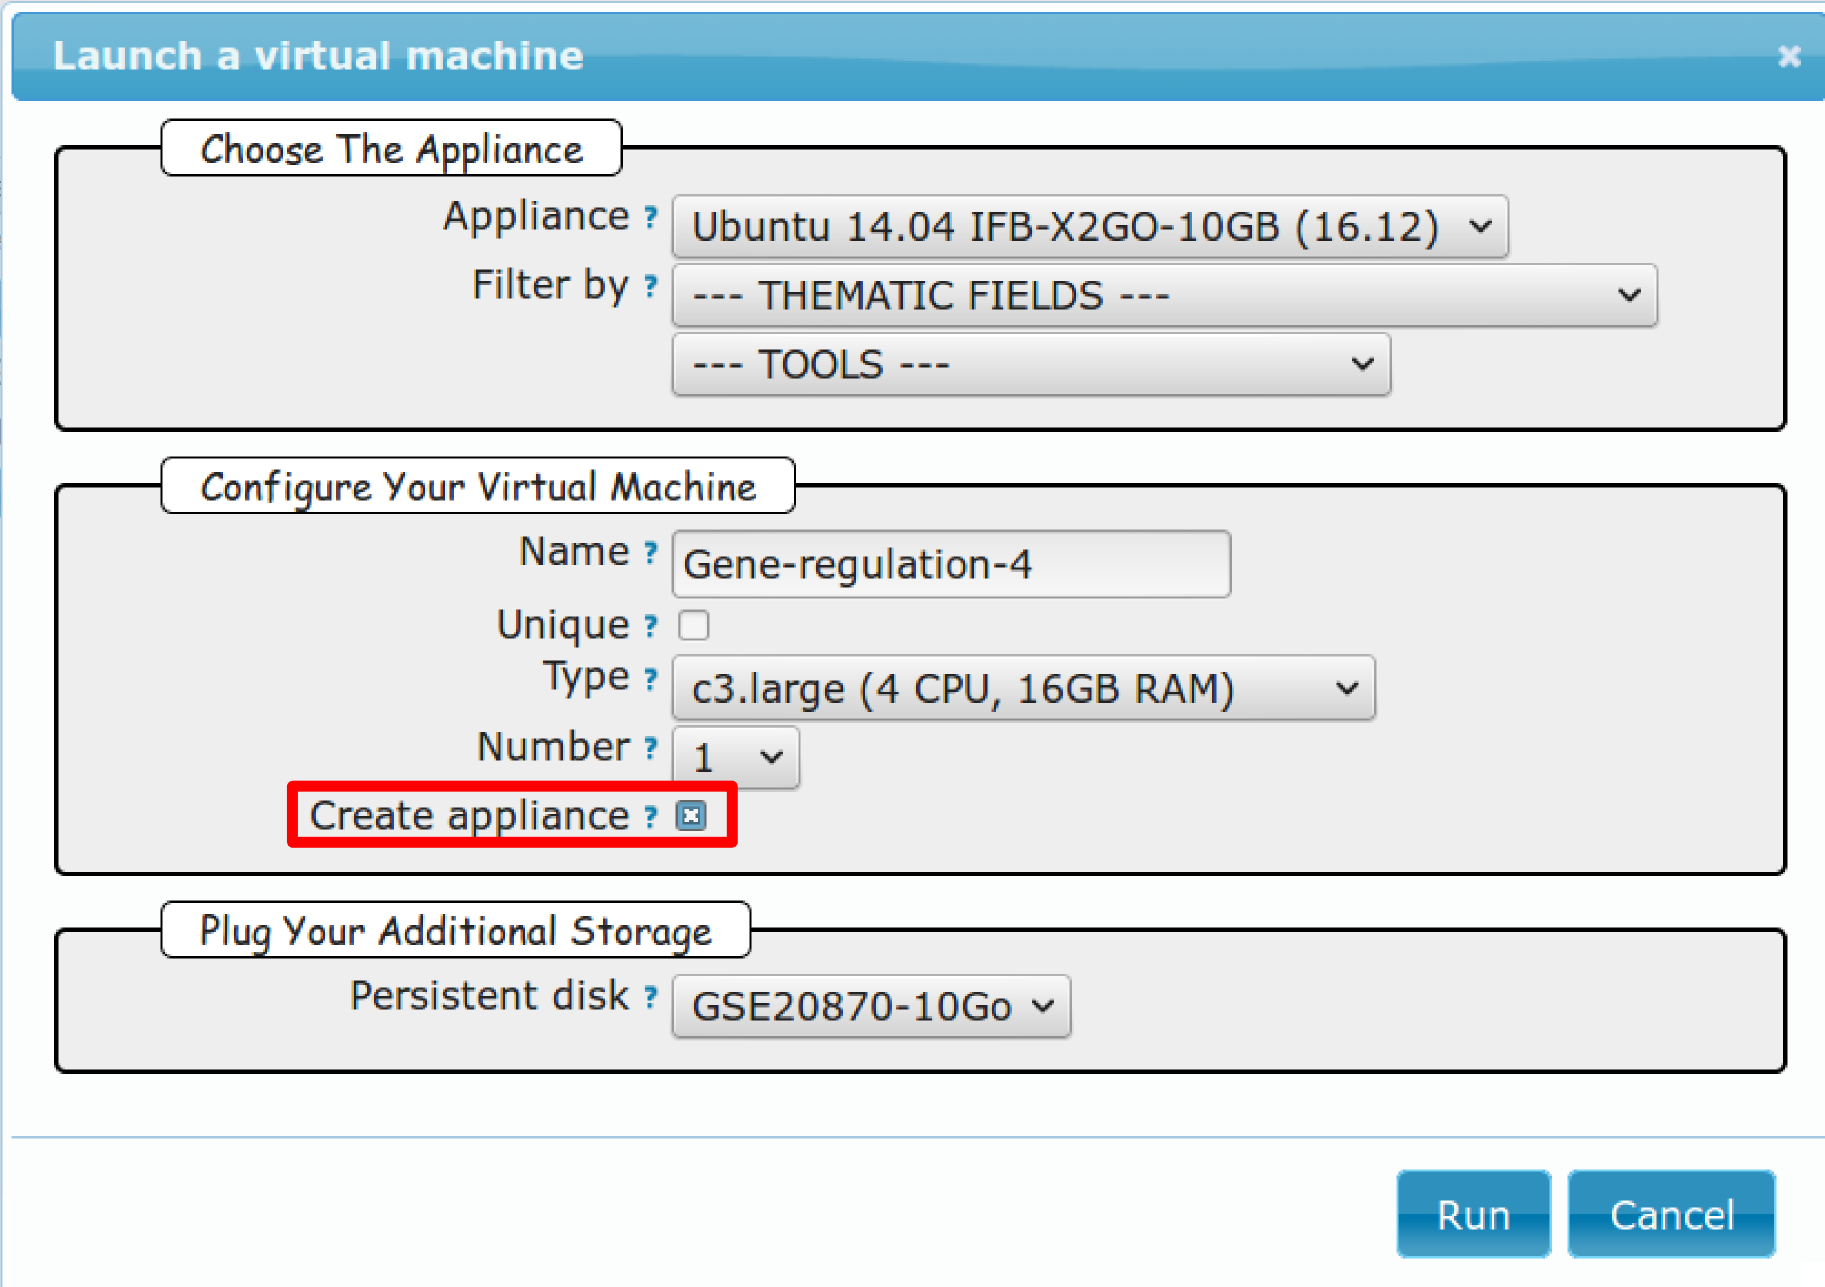 Launch a virtual machine
Choose The Appliance
Appliance ? Ubuntu 14.04 IFB-X2GO-10GB (16.12)
Filter by ? --- THEMATIC FIELDS ---
--- TOOLS ---
Configure Your Virtual Machine
Name ? Gene-regulation-4
Unique ?
Type ? c3.large (4 CPU, 16GB RAM)
Number ? 1
Create appliance ?
Plug Your Additional Storage
Persistent disk ? GSE20870-10Go
Run Cancel